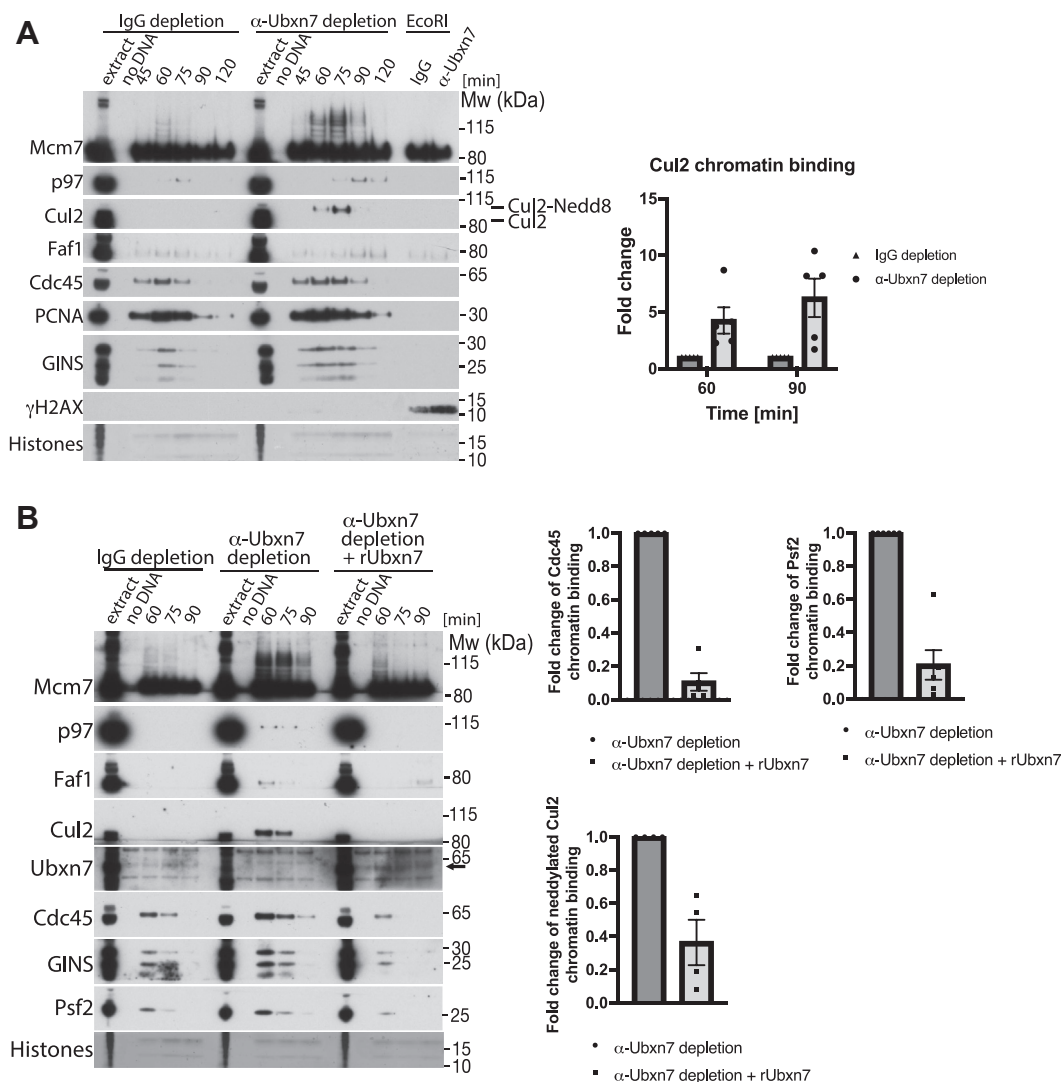 A
IgG depletion
α-Ubxn7 depletion
EcoRI
extract
no DNA
45
60
75
90
120
extract
no DNA
45
60
75
90
120
IgG
α-Ubxn7
[min]
Mw (kDa)
Mcm7
115
80
p97
115
Cul2
115
80
Cul2-Nedd8
Cul2
Faf1
80
Cdc45
65
PCNA
30
GINS
30
25
γH2AX
15
10
Histones
15
10
Cul2 chromatin binding
Fold change
15
10
5
0
60
90
Time [min]
IgG depletion
α-Ubxn7 depletion
B
IgG depletion
α-Ubxn7
depletion
α-Ubxn7
depletion
+ rUbxn7
extract
no DNA
60
75
90
extract
no DNA
60
75
90
extract
no DNA
60
75
90
[min]
Mw (kDa)
Mcm7
115
80
p97
115
Faf1
80
Cul2
115
80
Ubxn7
65
Cdc45
65
GINS
30
25
Psf2
25
Histones
15
10
Fold change of Cdc45
chromatin binding
1.0
0.8
0.6
0.4
0.2
0.0
α-Ubxn7 depletion
α-Ubxn7 depletion + rUbxn7
Fold change of Psf2
chromatin binding
1.0
0.8
0.6
0.4
0.2
0.0
α-Ubxn7 depletion
α-Ubxn7 depletion + rUbxn7
Fold change of neddylated Cul2
chromatin binding
1.0
0.8
0.6
0.4
0.2
0.0
α-Ubxn7 depletion
α-Ubxn7 depletion + rUbxn7